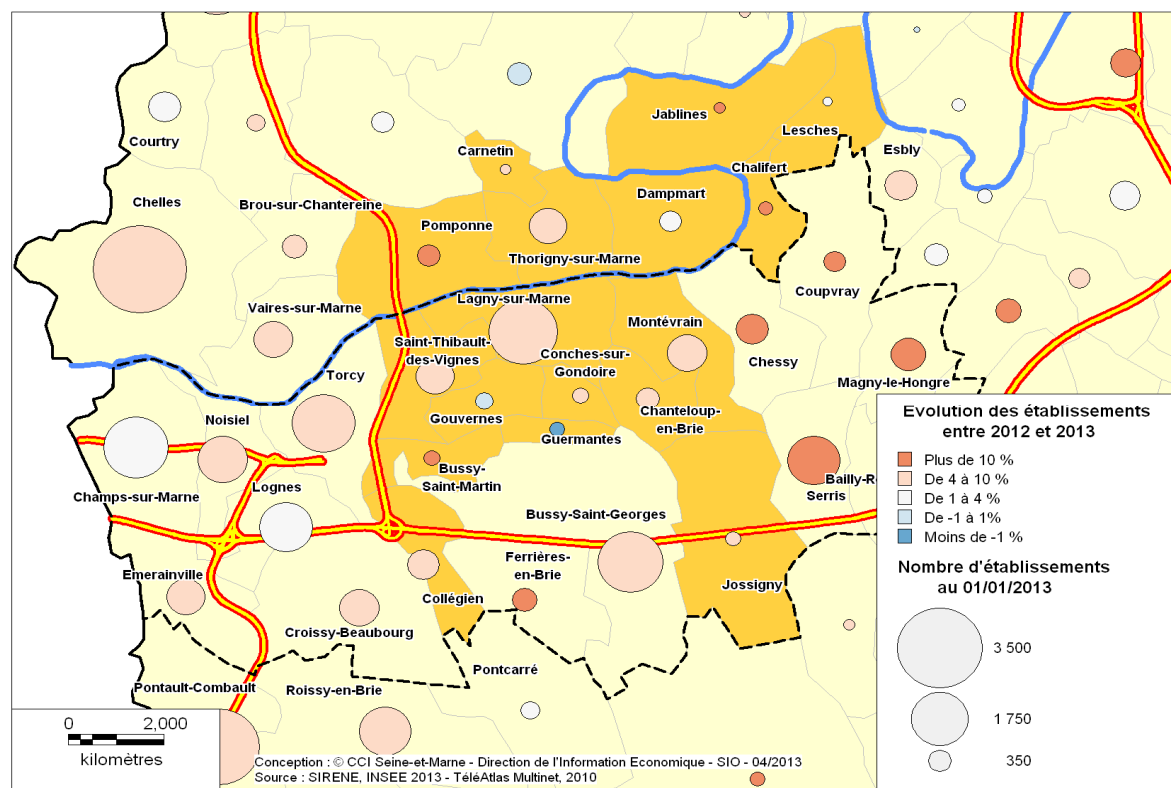 Jablines
Lesches
Courtry
Carnetin
Esbly
Chalifert
Chelles
Dampmart
Brou-sur-Chantereine
Pomponne
Thorigny-sur-Marne
Coupvray
Lagny-sur-Marne
Vaires-sur-Marne
Montévrain
Saint-Thibault-
des-Vignes
Conches-sur-
Gondoire
Chessy
Torcy
Magny-le-Hongre
Noisiel
Gouvernes
Chanteloup-
en-Brie
Guermantes
Bussy-
Saint-Martin
Bailly-Ro
Serris
Champs-sur-Marne
Lognes
Bussy-Saint-Georges
Ferrières-
en-Brie
Emerainville
Collégien
Jossigny
Croissy-Beaubourg
Pontcarré
Pontault-Combault
Roissy-en-Brie
Evolution des établissements
entre 2012 et 2013
Plus de 10 %
De 4 à 10 %
De 1 à 4 %
De -1 à 1%
Moins de -1 %
Nombre d'établissements
au 01/01/2013
3 500
1 750
350
0 2,000
kilomètres
Conception : © CCI Seine-et-Marne - Direction de l'Information Economique - SIO - 04/2013
Source : SIRENE, INSEE 2013 - TéléAtlas Multinet, 2010